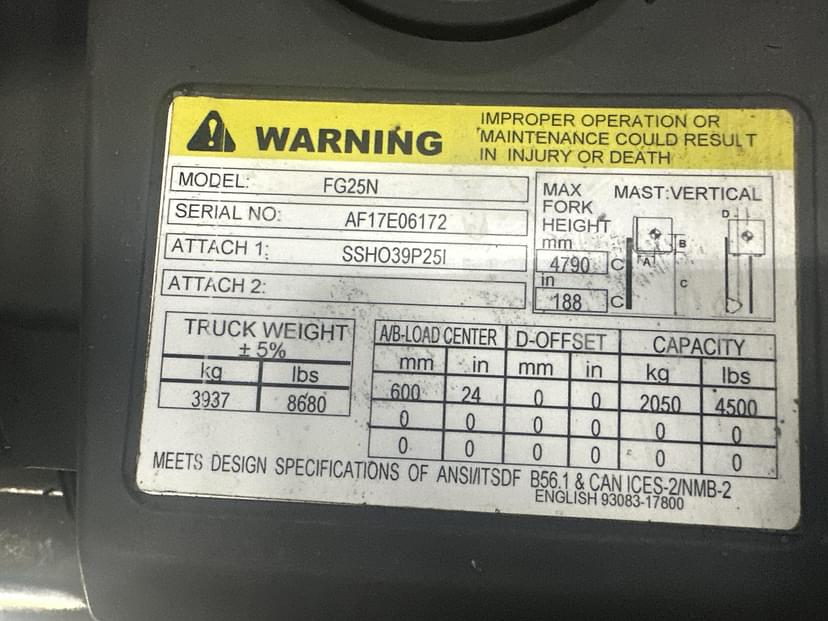 WARNING
IMPROPER OPERATION OR
MAINTENANCE COULD RESULT
IN INJURY OR DEATH
MODEL: FG25N
SERIAL NO: AF17E06172
ATTACH 1: SSHO39P25I
ATTACH 2:
MAX MAST:VERTICAL
FORK
HEIGHT
mm
4790 C
in
188 C
A
B
C
D
TRUCK WEIGHT
± 5%
kg lbs
3937 8680
A/B-LOAD CENTER D-OFFSET CAPACITY
mm in mm in kg lbs
600 24 0 0 2050 4500
0 0 0 0 0 0
0 0 0 0 0 0
MEETS DESIGN SPECIFICATIONS OF ANSI/ITSDF B56.1 & CAN ICES-2/NMB-2
ENGLISH 93083-17800